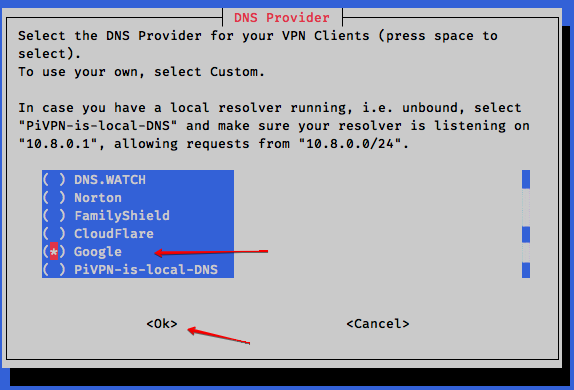 DNS Provider
Select the DNS Provider for your VPN Clients (press space to
select).
To use your own, select Custom.
In case you have a local resolver running, i.e. unbound, select
"PiVPN-is-local-DNS" and make sure your resolver is listening on
"10.8.0.1", allowing requests from "10.8.0.0/24".
( ) DNS.WATCH
( ) Norton
( ) FamilyShield
( ) CloudFlare
(*) Google
( ) PiVPN-is-local-DNS
<Ok> <Cancel>